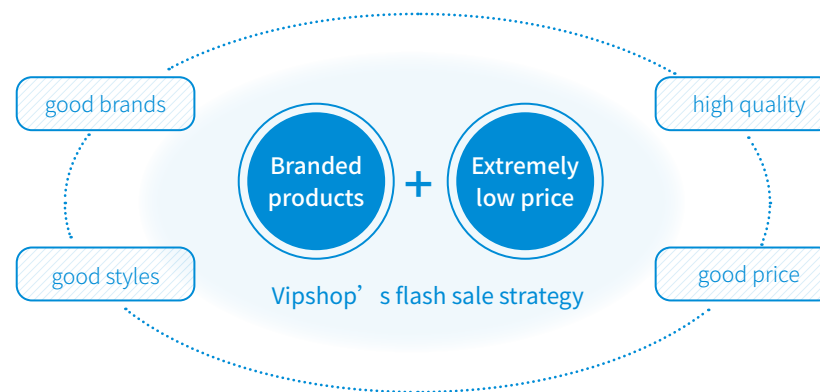 good brands
high quality
Branded
products
+
Extremely
low price
good styles
good price
Vipshop’ s flash sale strategy